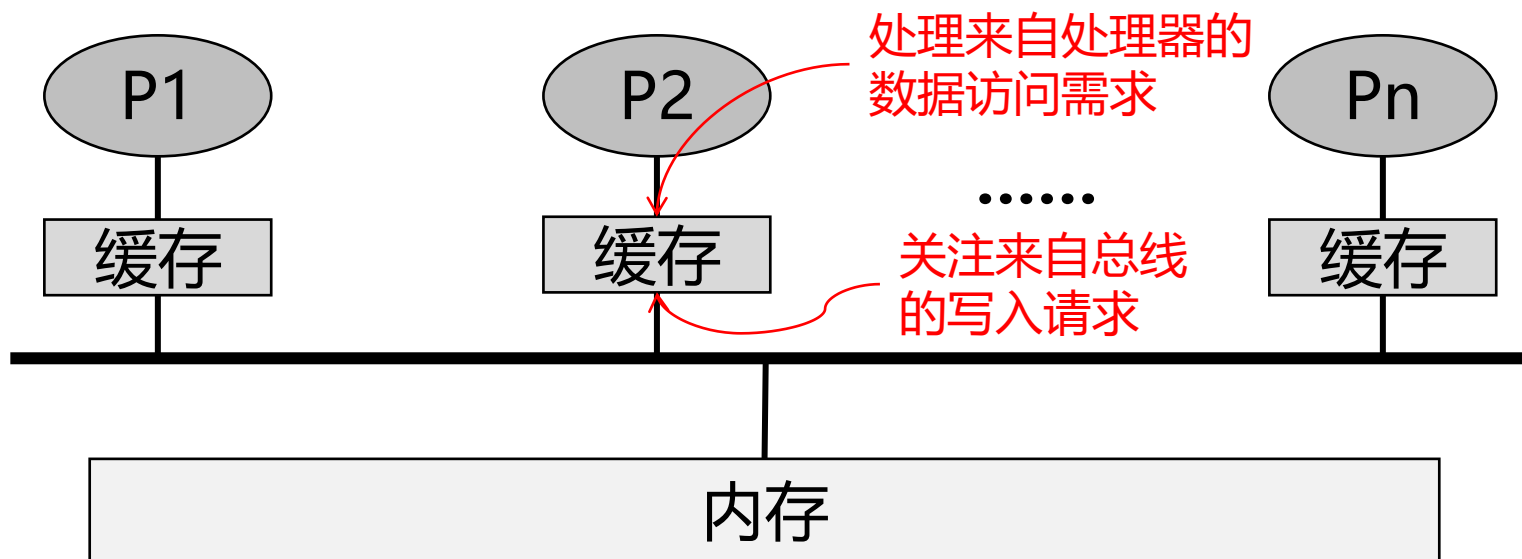 处理来自处理器的
数据访问需求
P1
P2
Pn
······
缓存
缓存
缓存
关注来自总线
的写入请求
内存